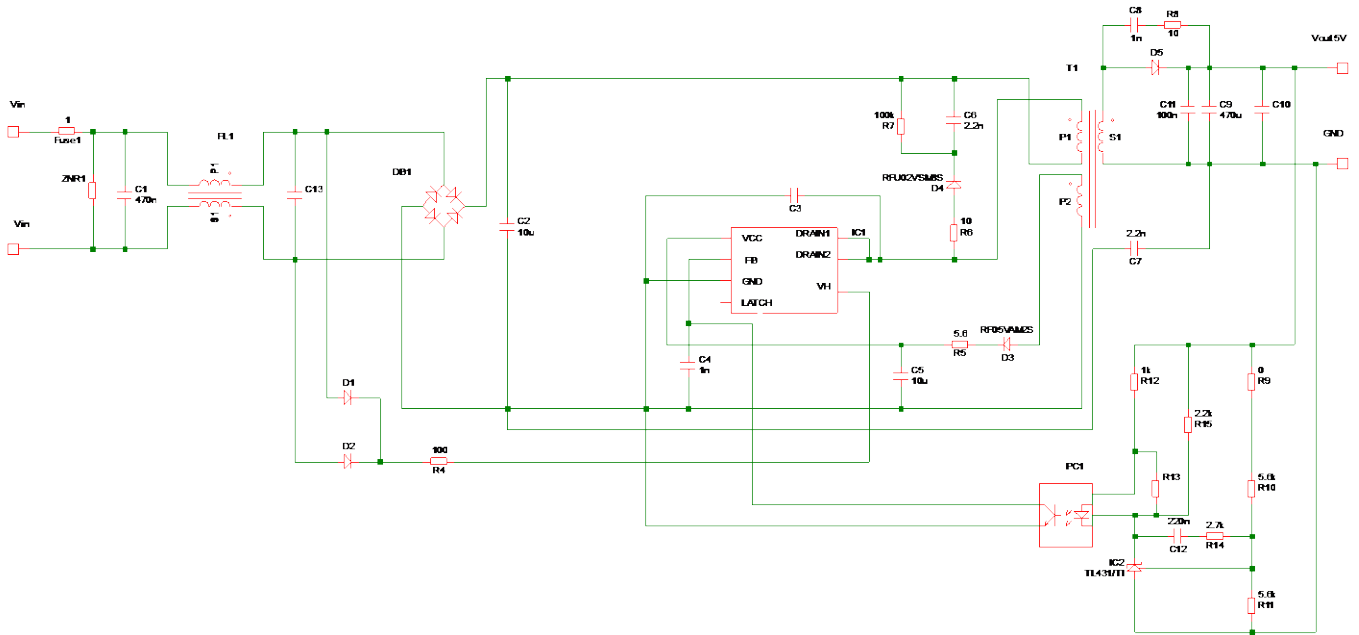 C8
R8
1n
10
Vout 5V
D5
T1
Vin
1
Fuse1
FL1
P1
S1
ZNR1
C1
470n
C13
DB1
C2
10u
100k
R7
C6
2.2n
RFU02VSM8S
D4
10
R6
C3
P1
S1
P2
C11
100n
C9
470u
C10
GND
Vin
VCC
FB
GND
LATCH
DRAIN1
DRAIN2
VH
IC1
2.2n
C7
5.6
R5
RF05VAM2S
D3
C4
1n
C5
10u
D1
D2
100
R4
1k
R12
2.2k
R15
0
R9
PC1
R13
5.6k
R10
220n
C12
2.7k
R14
IC2
TL431/TI
5.6k
R11